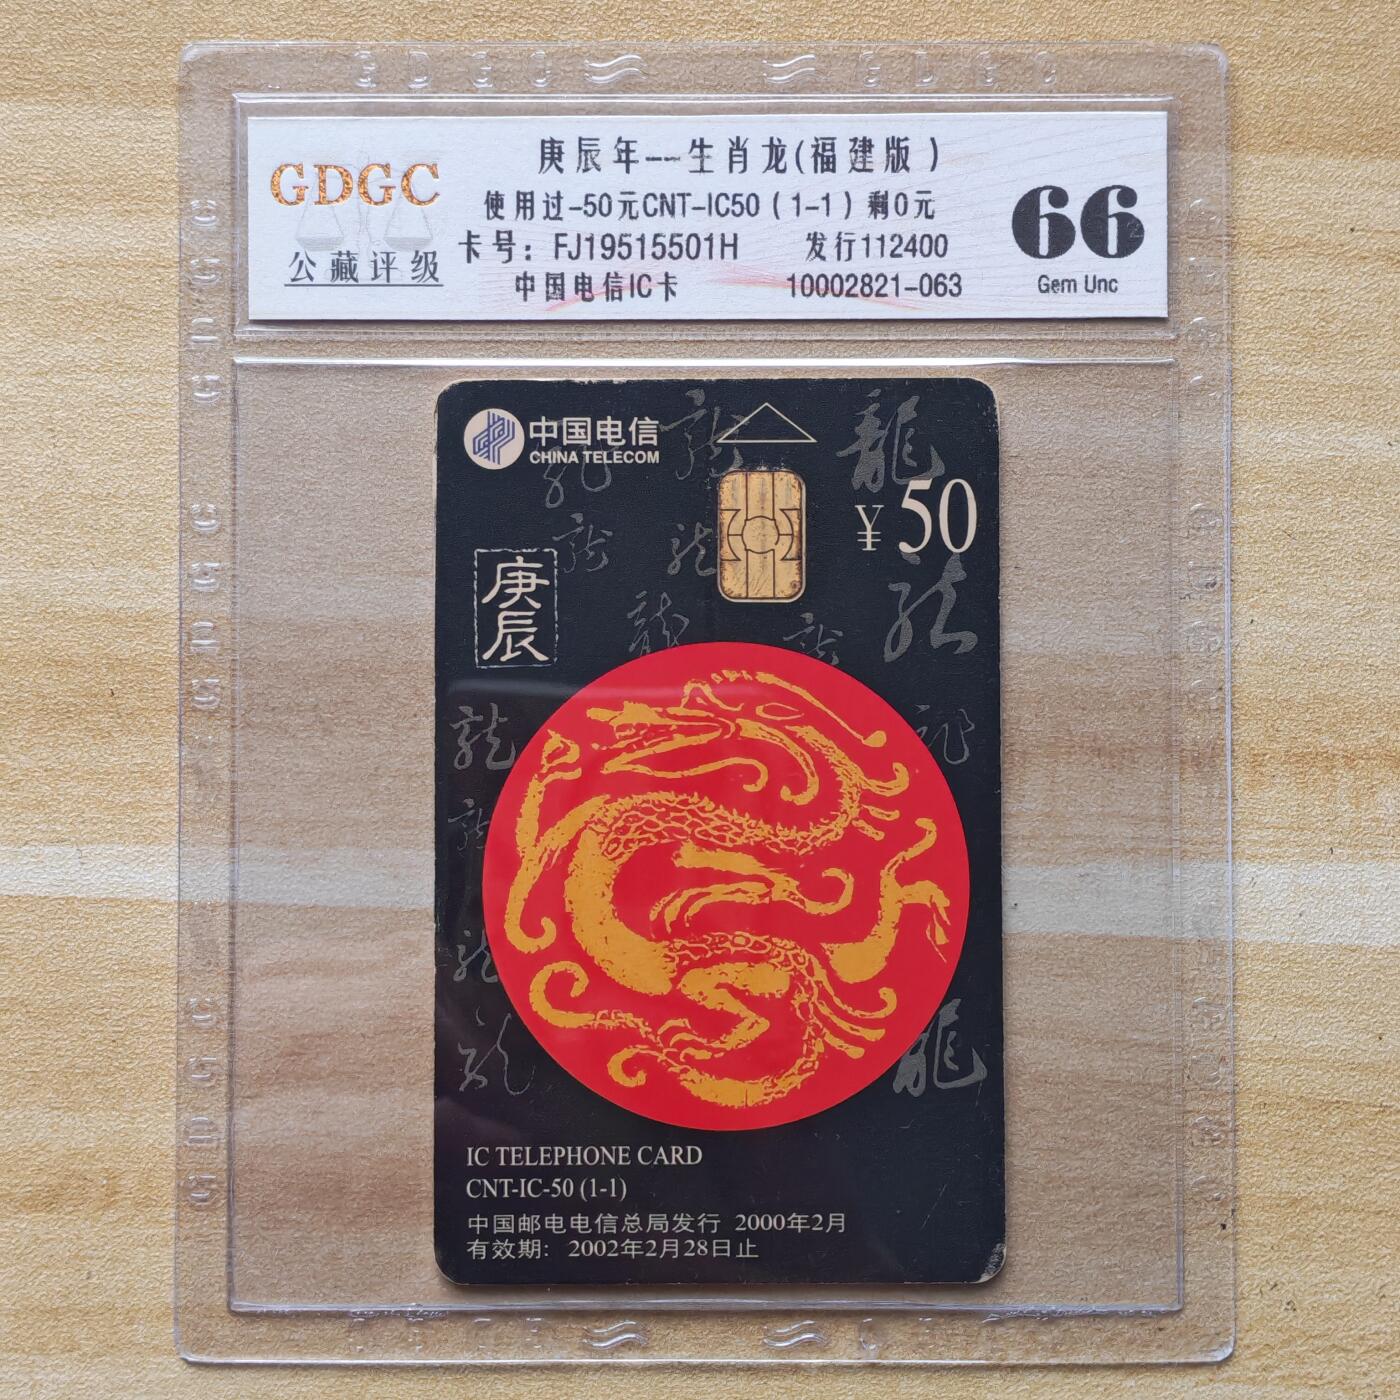 GDGC
公藏评级
庚辰年--生肖龙(福建版)
使用过-50元CNT-IC50(1-1)剩0元
卡号：FJ19515501H 发行112400
中国电信IC卡 10002821-063
66
Gem Unc
中国电信
CHINA TELECOM
¥50
庚辰
龍
IC TELEPHONE CARD
CNT-IC-50 (1-1)
中国邮电电信总局发行 2000年2月
有效期: 2002年2月28日止